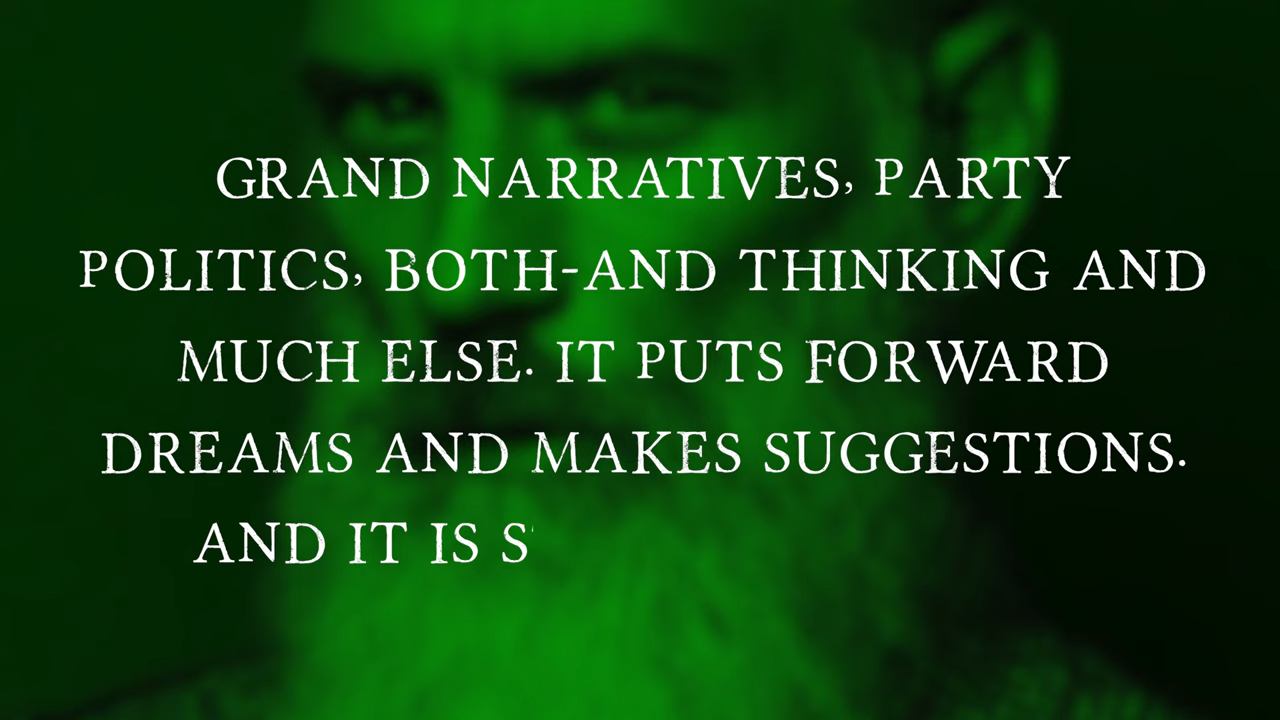 GRAND NARRATIVES, PARTY
POLITICS, BOTH-AND THINKING AND
MUCH ELSE. IT PUTS FORWARD
DREAMS AND MAKES SUGGESTIONS.
AND IT IS